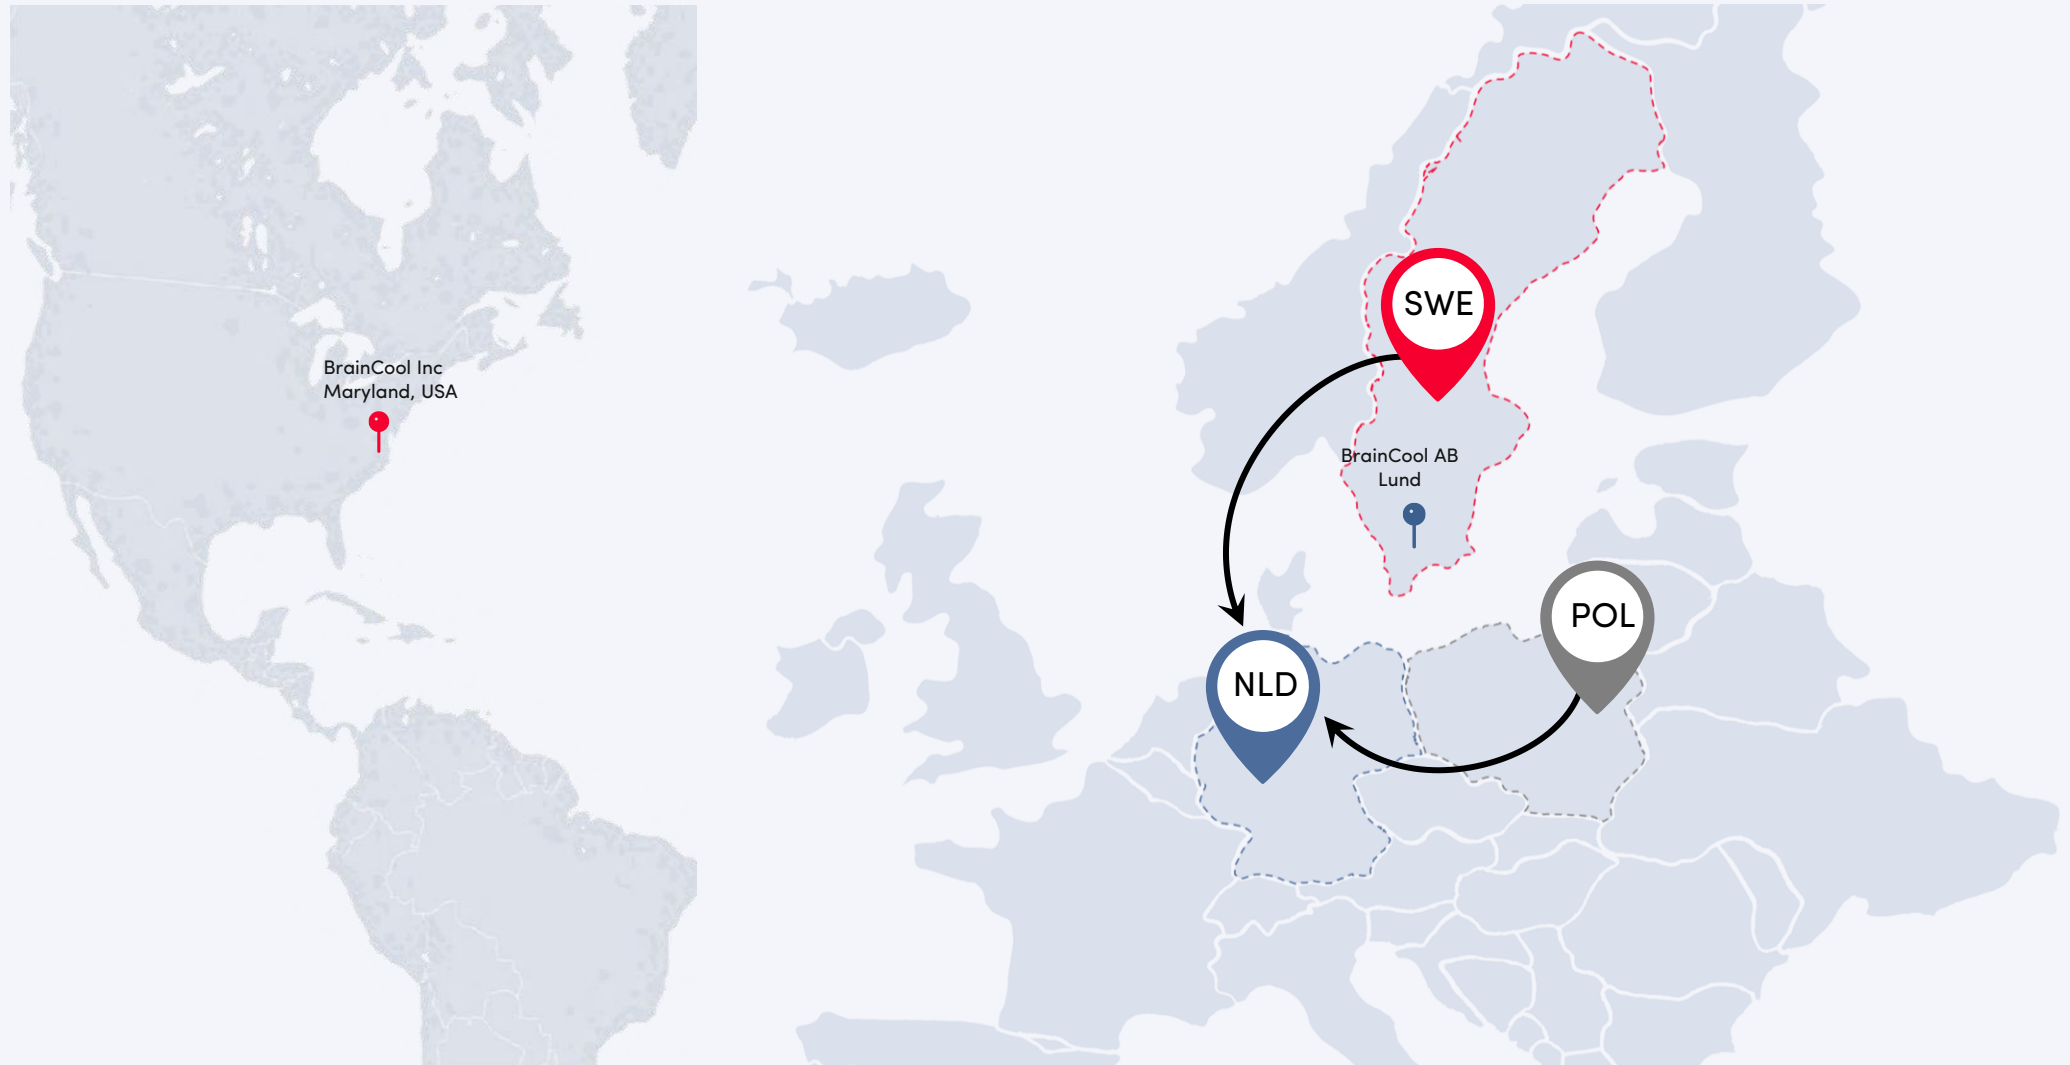 BrainCool Inc
Maryland, USA
SWE
BrainCool AB
Lund
POL
NLD